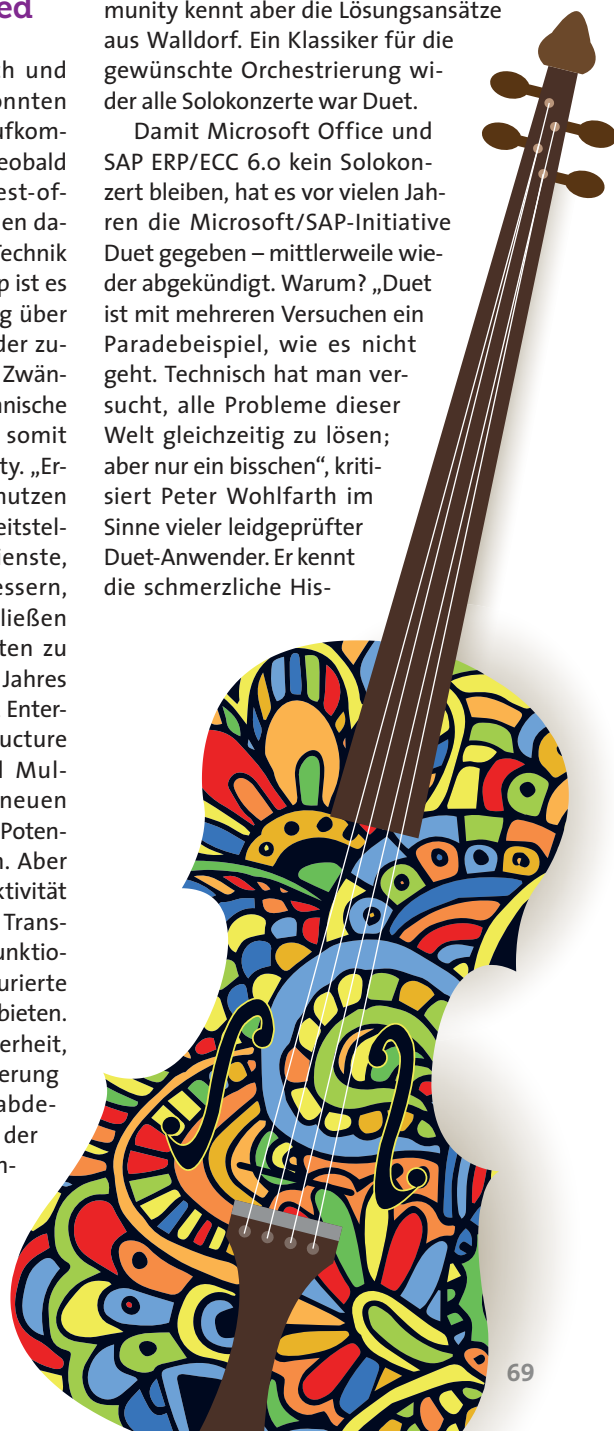 ed
h und
onnten
ufkom-
eobald
est-of-
en da-
Technik
p ist es
g über
der zu-
Zwän-
nnische
somit
ty. „Er-
nutzen
eitstel-
ienste,
essern,
ließen
ten zu
Jahres
Enter-
ucture
l Mul-
neuen
Poten-
n. Aber
ktivität
Trans-
unktio-
urierte
bieten.
erheit,
erung
abde-
der
n-
munity kennt aber die Lösungsansätze
aus Walldorf. Ein Klassiker für die
gewünschte Orchestrierung wi-
der alle Solokonzerte war Duet.
Damit Microsoft Office und
SAP ERP/ECC 6.0 kein Solokon-
zert bleiben, hat es vor vielen Jah-
ren die Microsoft/SAP-Initiative
Duet gegeben – mittlerweile wie-
der abgekündigt. Warum? „Duet
ist mit mehreren Versuchen ein
Paradebeispiel, wie es nicht
geht. Technisch hat man ver-
sucht, alle Probleme dieser
Welt gleichzeitig zu lösen;
aber nur ein bisschen“, kriti-
siert Peter Wohlfarth im
Sinne vieler leidgeprüfter
Duet-Anwender. Er kennt
die schmerzliche His-
69